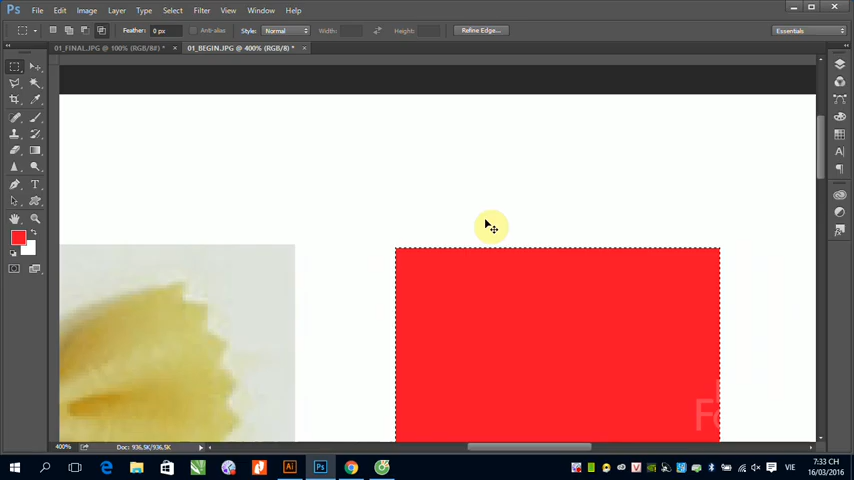 Ps File Edit Image Layer Type Select Filter View Window Help
Feather: 0 px Anti-alias Style: Normal Width: Height: Refine Edge... Essentials
01_FINAL.JPG @ 100% (RGB/8#) * × 01_BEGIN.JPG @ 400% (RGB/8) * ×
400% Doc: 936,5K/936,5K
Ai Ps VIE 7:33 CH
16/03/2016